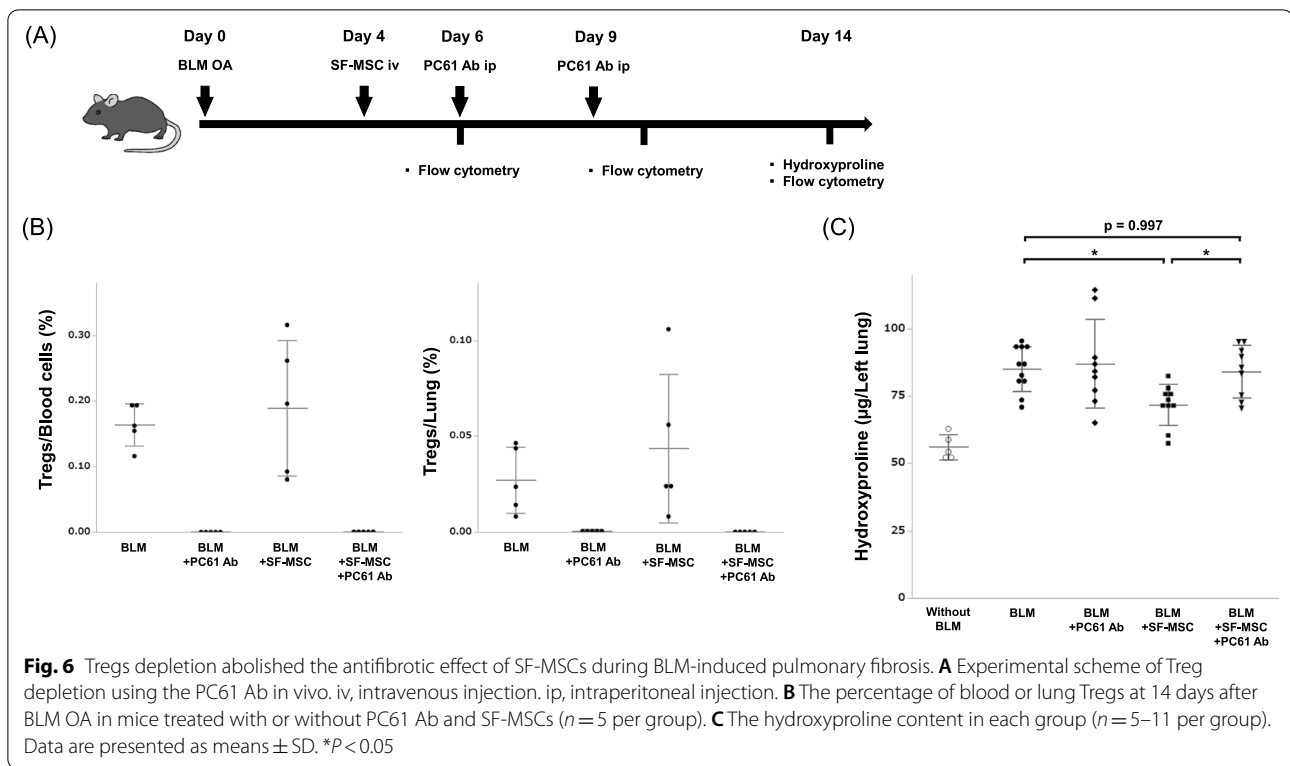 (A)
Day 0 Day 4 Day 6 Day 9 Day 14
BLM OA SF-MSC iv PC61 Ab ip PC61 Ab ip
▪ Flow cytometry ▪ Flow cytometry ▪ Hydroxyproline
▪ Flow cytometry
(B)
Tregs/Blood cells (%)
0.30
0.20
0.10
0.00
BLM BLM BLM BLM
+PC61 Ab +SF-MSC +SF-MSC
+PC61 Ab
Tregs/Lung (%)
0.10
0.05
0.00
BLM BLM BLM BLM
+PC61 Ab +SF-MSC +SF-MSC
+PC61 Ab
(C)
p = 0.997
* *
Hydroxyproline (μg/Left lung)
100
75
50
25
0
Without BLM BLM BLM BLM
BLM +PC61 Ab +SF-MSC +SF-MSC
+PC61 Ab
Fig. 6 Tregs depletion abolished the antifibrotic effect of SF-MSCs during BLM-induced pulmonary fibrosis. A Experimental scheme of Treg
depletion using the PC61 Ab in vivo. iv, intravenous injection. ip, intraperitoneal injection. B The percentage of blood or lung Tregs at 14 days after
BLM OA in mice treated with or without PC61 Ab and SF-MSCs (n = 5 per group). C The hydroxyproline content in each group (n = 5–11 per group).
Data are presented as means ± SD. *P < 0.05